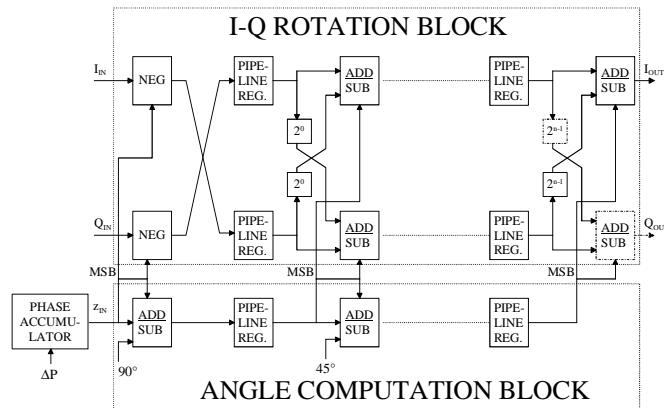 I-Q ROTATION BLOCK
I_IN
NEG
PIPE-
LINE
REG.
ADD
SUB
PIPE-
LINE
REG.
ADD
SUB
I_OUT
2^0
2^(n-1)
2^0
2^(n-1)
Q_IN
NEG
PIPE-
LINE
REG.
ADD
SUB
PIPE-
LINE
REG.
ADD
SUB
Q_OU
MSB
MSB
MSB
PHASE
ACCUMU-
LATOR
z_IN
ADD
SUB
PIPE-
LINE
REG.
ADD
SUB
PIPE-
LINE
REG.
ΔP
90°
45°
ANGLE COMPUTATION BLOCK